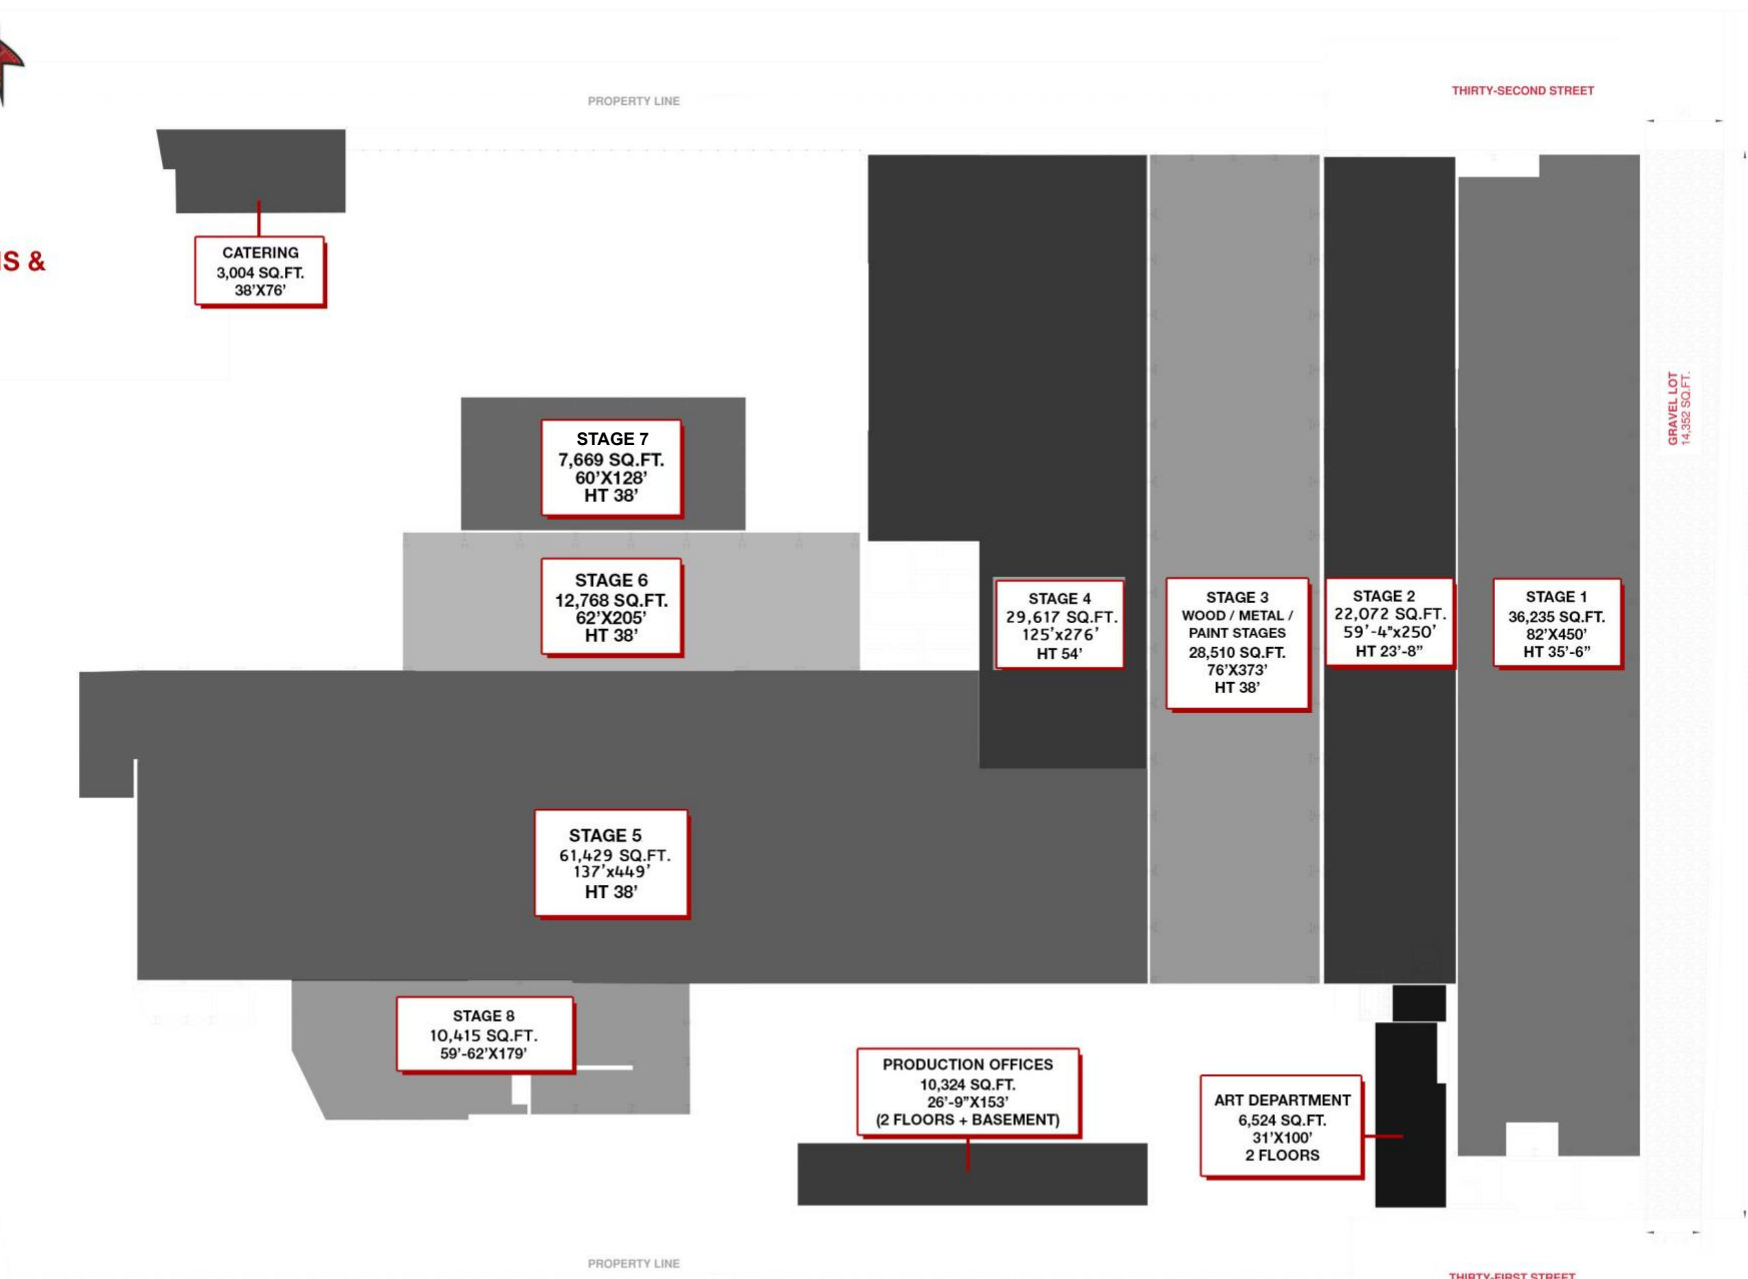 THIRTY-SECOND STREET
PROPERTY LINE
IS &
CATERING
3,004 SQ.FT.
38'X76'
GRAVEL LOT
14,352 SQ.FT.
STAGE 7
7,669 SQ.FT.
60'X128'
HT 38'
STAGE 6
12,768 SQ.FT.
62'X205'
HT 38'
STAGE 4
29,617 SQ.FT.
125'x276'
HT 54'
STAGE 3
WOOD / METAL /
PAINT STAGES
28,510 SQ.FT.
76'X373'
HT 38'
STAGE 2
22,072 SQ.FT.
59'-4"x250'
HT 23'-8"
STAGE 1
36,235 SQ.FT.
82'X450'
HT 35'-6"
STAGE 5
61,429 SQ.FT.
137'x449'
HT 38'
STAGE 8
10,415 SQ.FT.
59'-62'X179'
PRODUCTION OFFICES
10,324 SQ.FT.
26'-9"X153'
(2 FLOORS + BASEMENT)
ART DEPARTMENT
6,524 SQ.FT.
31'X100'
2 FLOORS
PROPERTY LINE
THIRTY-FIRST STREET